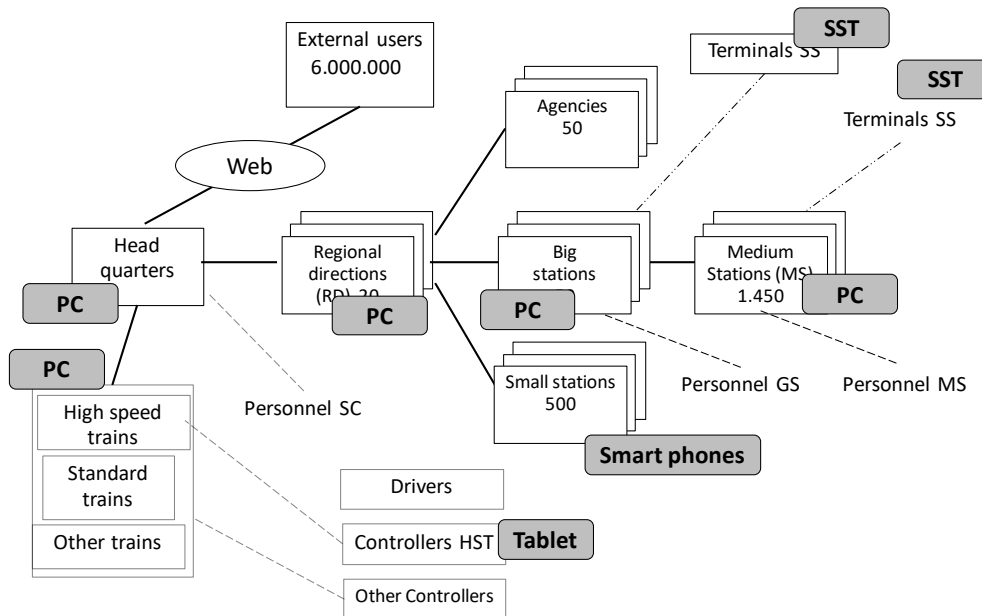 External users
6.000.000
Web
Head
quarters
PC
PC
High speed
trains
Standard
trains
Other trains
Personnel SC
Regional
directions
(RD) 20
PC
Agencies
50
Big
stations
PC
Small stations
500
Smart phones
Terminals SS
SST
SST
Terminals SS
Medium
Stations (MS)
1.450
PC
Personnel GS
Personnel MS
Drivers
Controllers HST
Tablet
Other Controllers